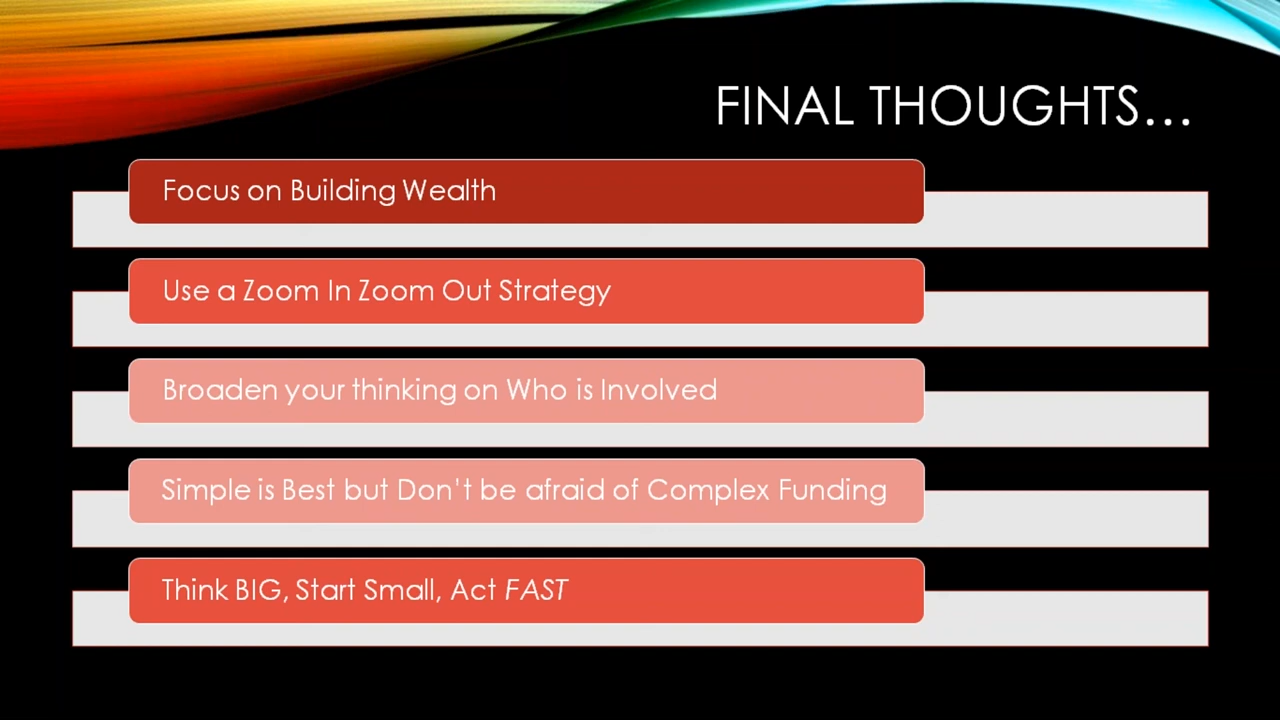 FINAL THOUGHTS...
Focus on Building Wealth
Use a Zoom In Zoom Out Strategy
Broaden your thinking on Who is Involved
Simple is Best but Don't be afraid of Complex Funding
Think BIG, Start Small, Act FAST